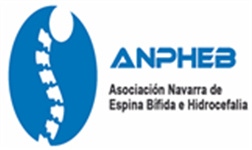 ANPHEB
Asociación Navarra de
Espina Bífida e Hidrocefalia